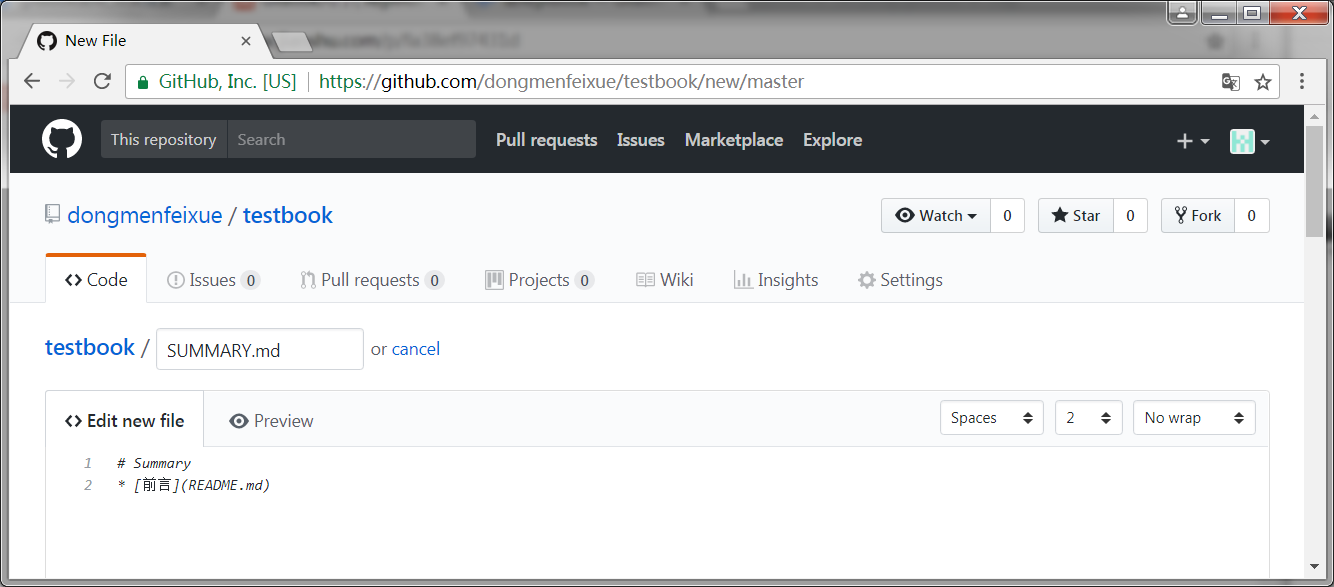 New File
GitHub, Inc. [US] https://github.com/dongmenfeixue/testbook/new/master
This repository Search Pull requests Issues Marketplace Explore
dongmenfeixue / testbook Watch 0 Star 0 Fork 0
Code Issues 0 Pull requests 0 Projects 0 Wiki Insights Settings
testbook / SUMMARY.md or cancel
<> Edit new file Preview Spaces 2 No wrap
1 # Summary
2 * [前言](README.md)